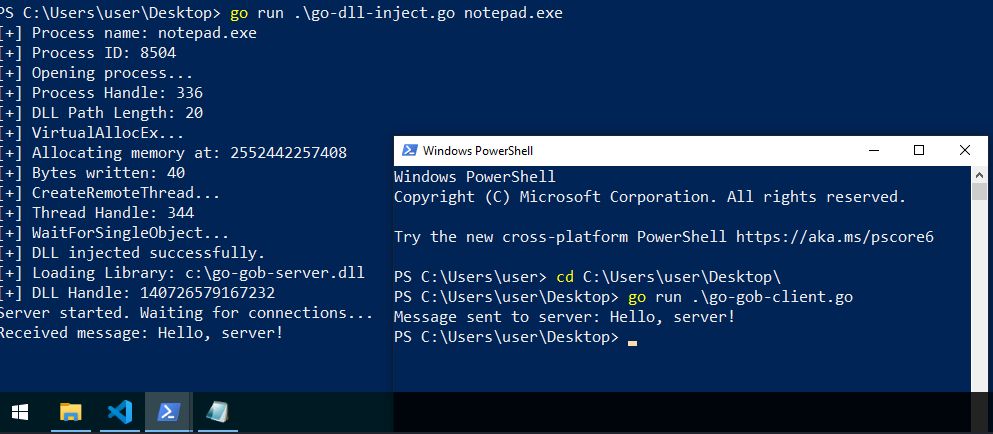 PS C:\Users\user\Desktop> go run .\go-dll-inject.go notepad.exe
[+] Process name: notepad.exe
[+] Process ID: 8504
[+] Opening process...
[+] Process Handle: 336
[+] DLL Path Length: 20
[+] VirtualAllocEx...
[+] Allocating memory at: 2552442257408
[+] Bytes written: 40
[+] CreateRemoteThread...
[+] Thread Handle: 344
[+] WaitForSingleObject...
[+] DLL injected successfully.
[+] Loading Library: c:\go-gob-server.dll
[+] DLL Handle: 140726579167232
Server started. Waiting for connections...
Received message: Hello, server!
Windows PowerShell
Windows PowerShell
Copyright (C) Microsoft Corporation. All rights reserved.
Try the new cross-platform PowerShell https://aka.ms/pscore6
PS C:\Users\user> cd C:\Users\user\Desktop\
PS C:\Users\user\Desktop> go run .\go-gob-client.go
Message sent to server: Hello, server!
PS C:\Users\user\Desktop>